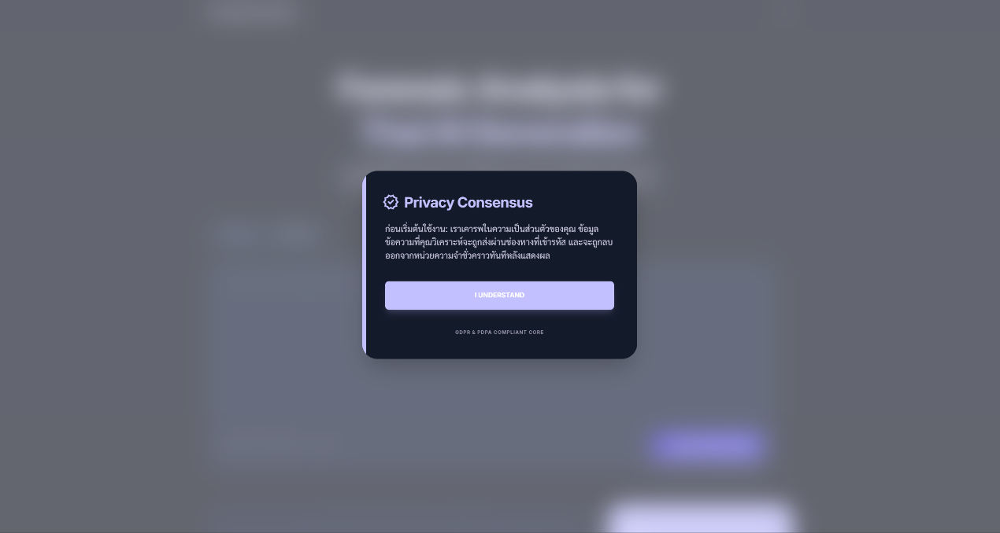 Privacy Consensus
ก่อนเริ่มต้นใช้งาน: เราเคารพในความเป็นส่วนตัวของคุณ ข้อมูล
ข้อความที่คุณวิเคราะห์จะถูกส่งผ่านช่องทางที่เข้ารหัส และจะถูกลบ
ออกจากหน่วยความจำชั่วคราวทันทีหลังแสดงผล
I UNDERSTAND
GDPR & PDPA COMPLIANT CORE